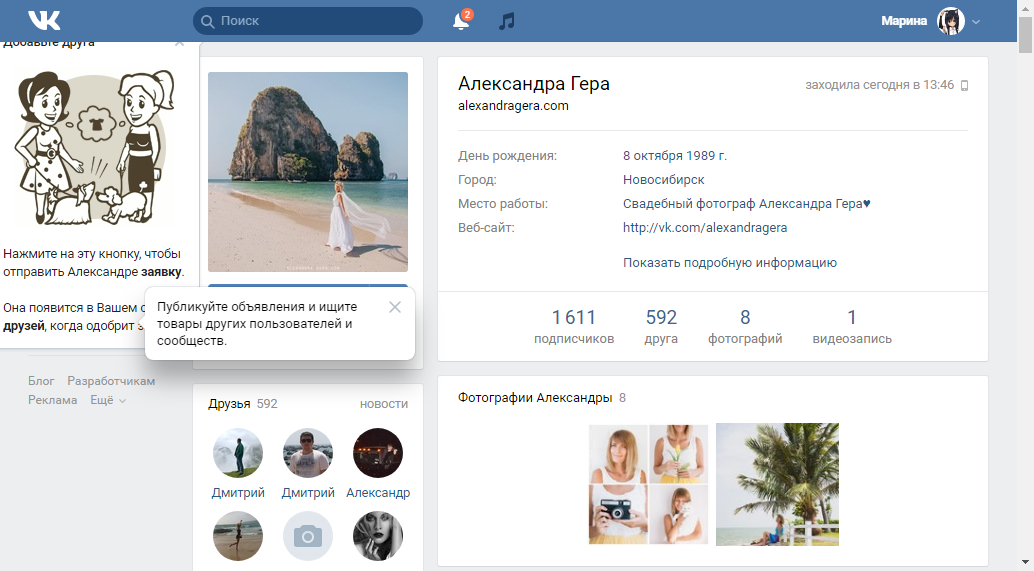 Поиск
2
Марина
Добавьте друга
Нажмите на эту кнопку, чтобы
отправить Александре заявку.
Она появится в Вашем
друзей, когда одобрит
Публикуйте объявления и ищите
товары других пользователей и
сообществ.
Блог Разработчикам
Реклама Ещё
Друзья 592
новости
Дмитрий
Дмитрий
Александр
Александра Гера
заходила сегодня в 13:46
alexandragera.com
День рождения: 8 октября 1989 г.
Город: Новосибирск
Место работы: Свадебный фотограф Александра Гера♥
Веб-сайт: http://vk.com/alexandragera
Показать подробную информацию
1 611 592 8 1
подписчиков друга фотографий видеозапись
Фотографии Александры 8